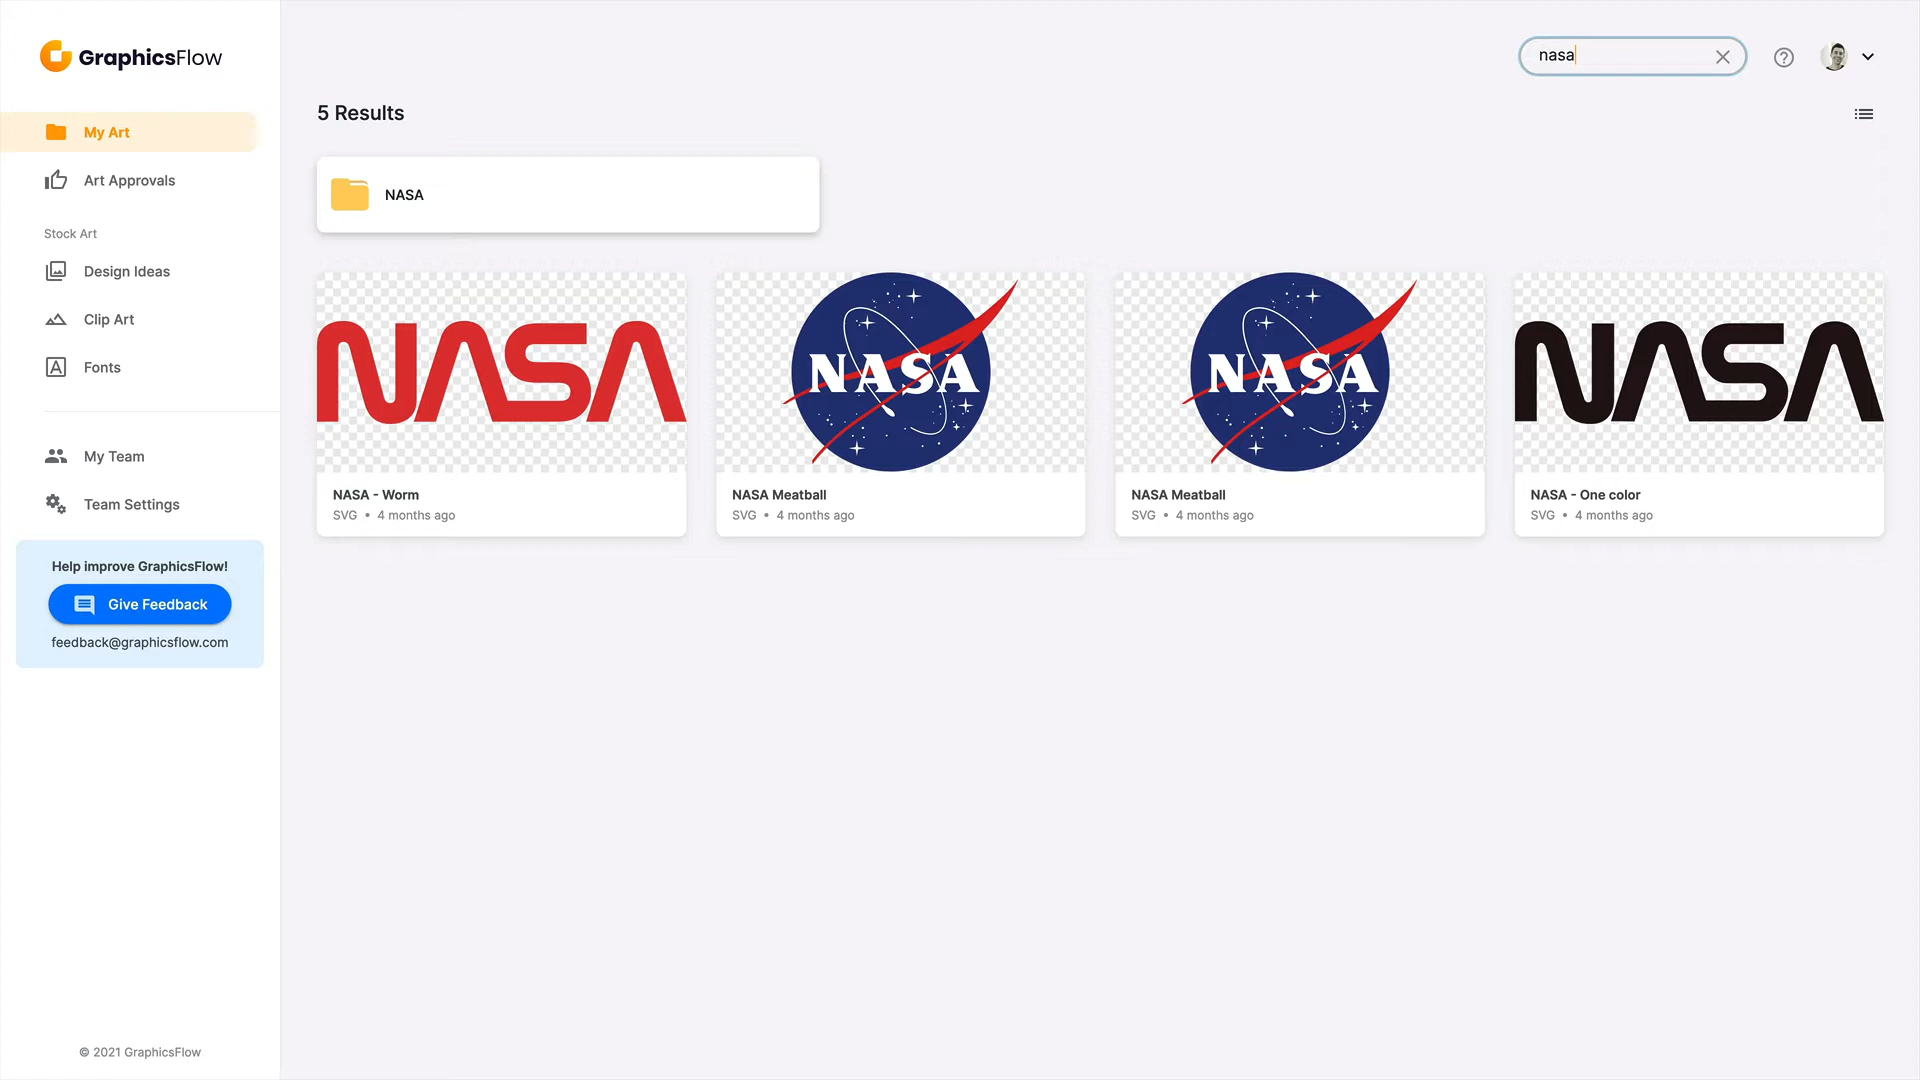 GraphicsFlow
nasa
5 Results
My Art
Art Approvals
Stock Art
Design Ideas
Clip Art
Fonts
My Team
Team Settings
Help improve GraphicsFlow!
Give Feedback
feedback@graphicsflow.com
© 2021 GraphicsFlow
NASA
NASA
NASA - Worm
SVG • 4 months ago
NASA
NASA Meatball
SVG • 4 months ago
NASA
NASA Meatball
SVG • 4 months ago
NASA
NASA - One color
SVG • 4 months ago